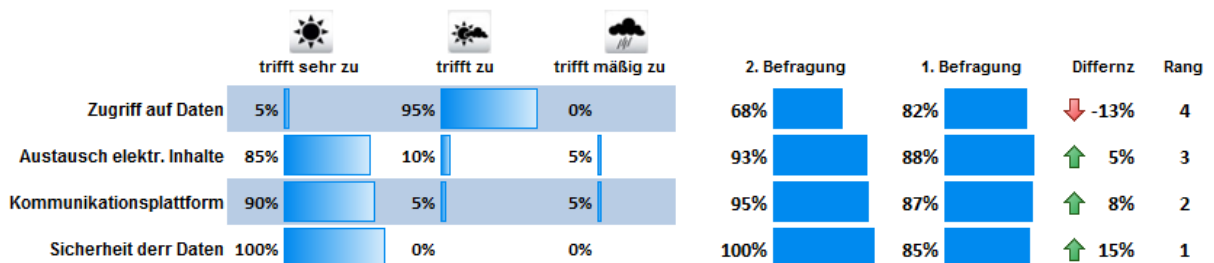 trifft sehr zu trifft zu trifft mäßig zu 2. Befragung 1. Befragung Differnz Rang
Zugriff auf Daten 5% 95% 0% 68% 82% -13% 4
Austausch elektr. Inhalte 85% 10% 5% 93% 88% 5% 3
Kommunikationsplattform 90% 5% 5% 95% 87% 8% 2
Sicherheit derr Daten 100% 0% 0% 100% 85% 15% 1